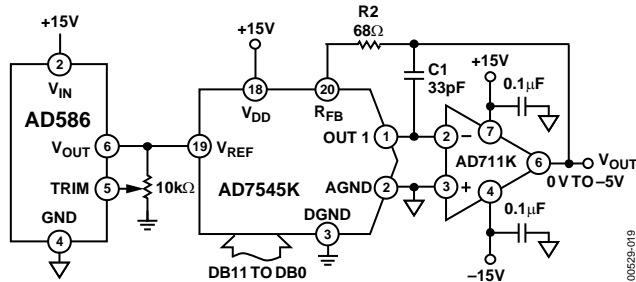 +15V
2
VIN
AD586
VOUT
6
TRIM
5
GND
4
10kΩ
+15V
18
VDD
19
VREF
AD7545K
20
RFB
OUT 1
1
AGND
2
DGND
3
DB11 TO DB0
R2
68Ω
C1
33pF
+15V
0.1µF
7
2
–
AD711K
3
+
6
4
VOUT
0V TO –5V
0.1µF
–15V
00529-019